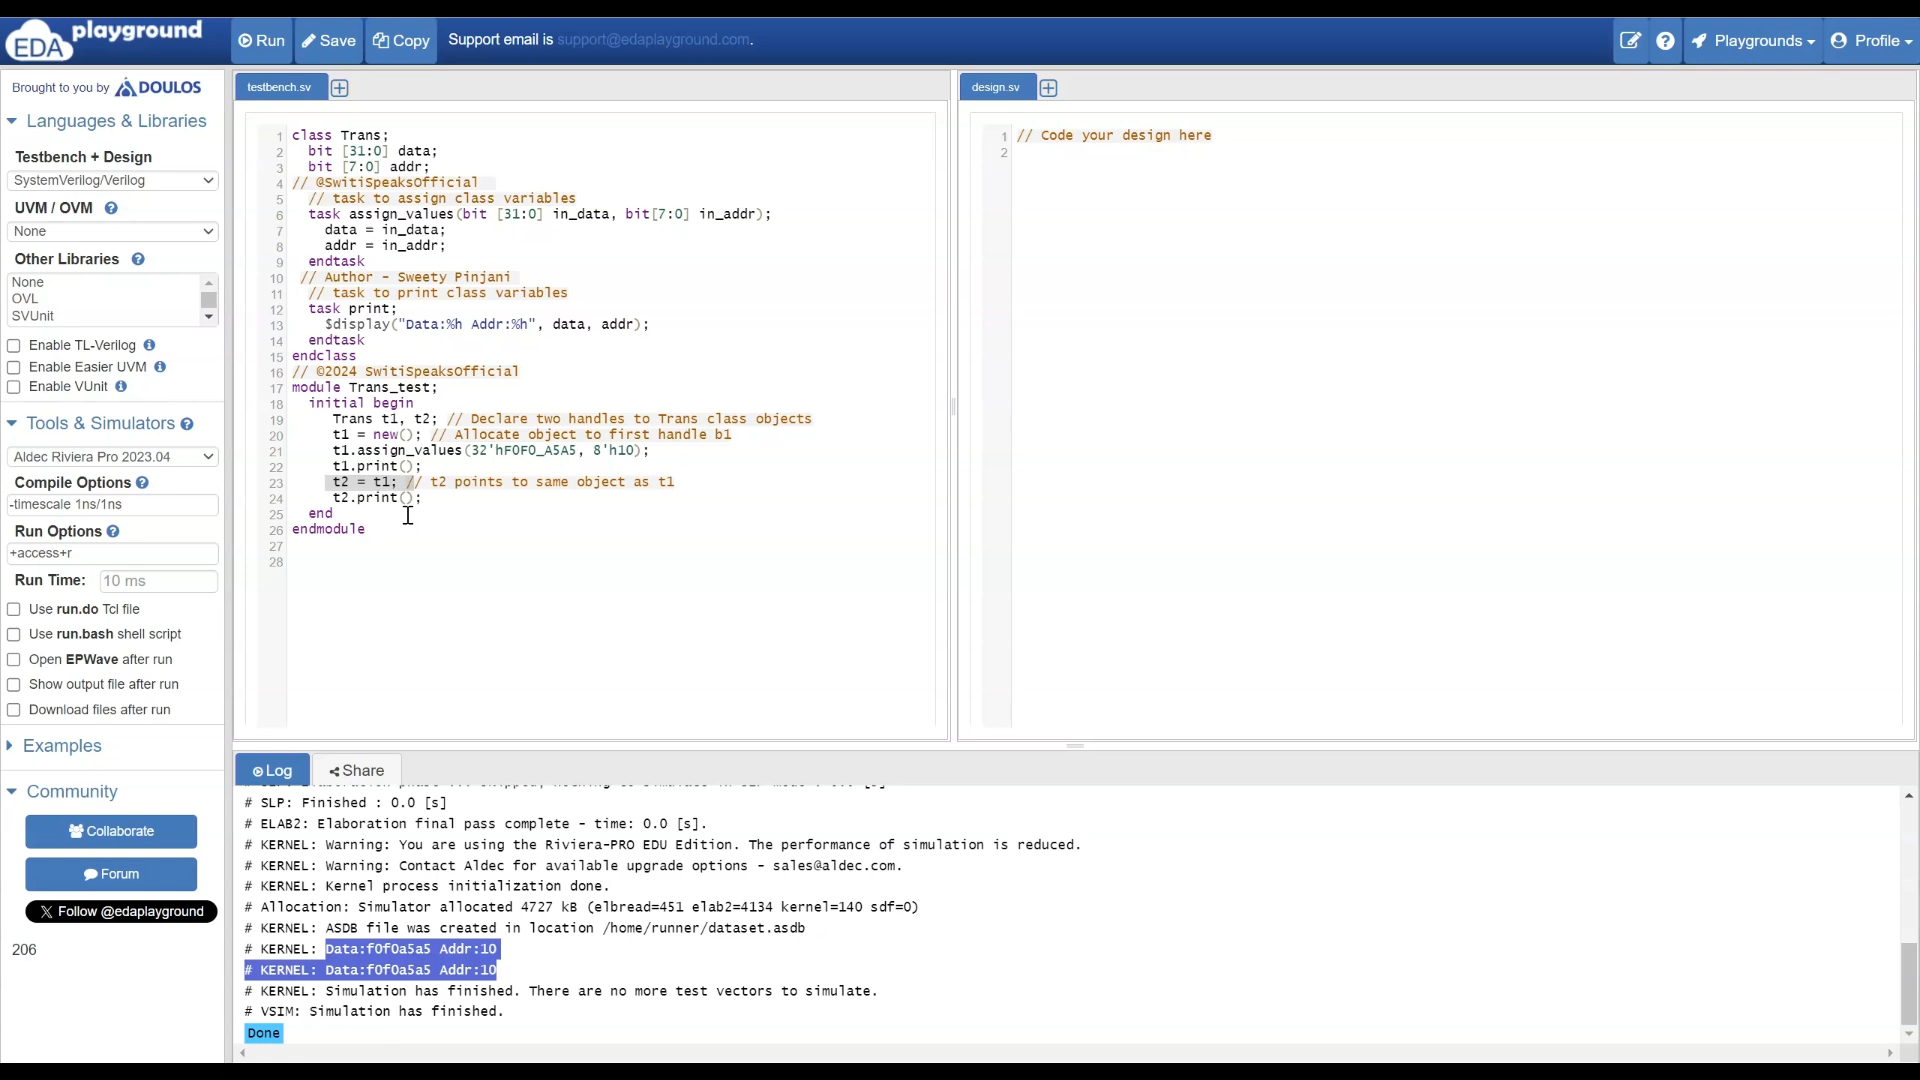 EDA playground
Run
Save
Copy
Support email is support@edaplayground.com.
Playgrounds
Profile
Brought to you by DOULOS
Languages & Libraries
Testbench + Design
SystemVerilog/Verilog
UVM / OVM
None
Other Libraries
None
OVL
SVUnit
Enable TL-Verilog
Enable Easier UVM
Enable VUnit
Tools & Simulators
Aldec Riviera Pro 2023.04
Compile Options
-timescale 1ns/1ns
Run Options
+access+r
Run Time: 10 ms
Use run.do Tcl file
Use run.bash shell script
Open EPWave after run
Show output file after run
Download files after run
Examples
Community
Collaborate
Forum
X Follow @edaplayground
206
testbench.sv
1 class Trans;
2 bit [31:0] data;
3 bit [7:0] addr;
4 // @SwitiSpeaksOfficial
5 // task to assign class variables
6 task assign_values(bit [31:0] in_data, bit[7:0] in_addr);
7 data = in_data;
8 addr = in_addr;
9 endtask
10 // Author - Sweety Pinjani
11 // task to print class variables
12 task print;
13 $display("Data:%h Addr:%h", data, addr);
14 endtask
15 endclass
16 // ©2024 SwitiSpeaksOfficial
17 module Trans_test;
18 initial begin
19 Trans t1, t2; // Declare two handles to Trans class objects
20 t1 = new(); // Allocate object to first handle b1
21 t1.assign_values(32'hF0F0_A5A5, 8'h10);
22 t1.print();
23 t2 = t1; // t2 points to same object as t1
24 t2.print();
25 end
26 endmodule
27
28
design.sv
1 // Code your design here
2
Log
Share
# SLP: Finished : 0.0 [s]
# ELAB2: Elaboration final pass complete - time: 0.0 [s].
# KERNEL: Warning: You are using the Riviera-PRO EDU Edition. The performance of simulation is reduced.
# KERNEL: Warning: Contact Aldec for available upgrade options - sales@aldec.com.
# KERNEL: Kernel process initialization done.
# Allocation: Simulator allocated 4727 kB (elbread=451 elab2=4134 kernel=140 sdf=0)
# KERNEL: ASDB file was created in location /home/runner/dataset.asdb
# KERNEL: Data:f0f0a5a5 Addr:10
# KERNEL: Data:f0f0a5a5 Addr:10
# KERNEL: Simulation has finished. There are no more test vectors to simulate.
# VSIM: Simulation has finished.
Done